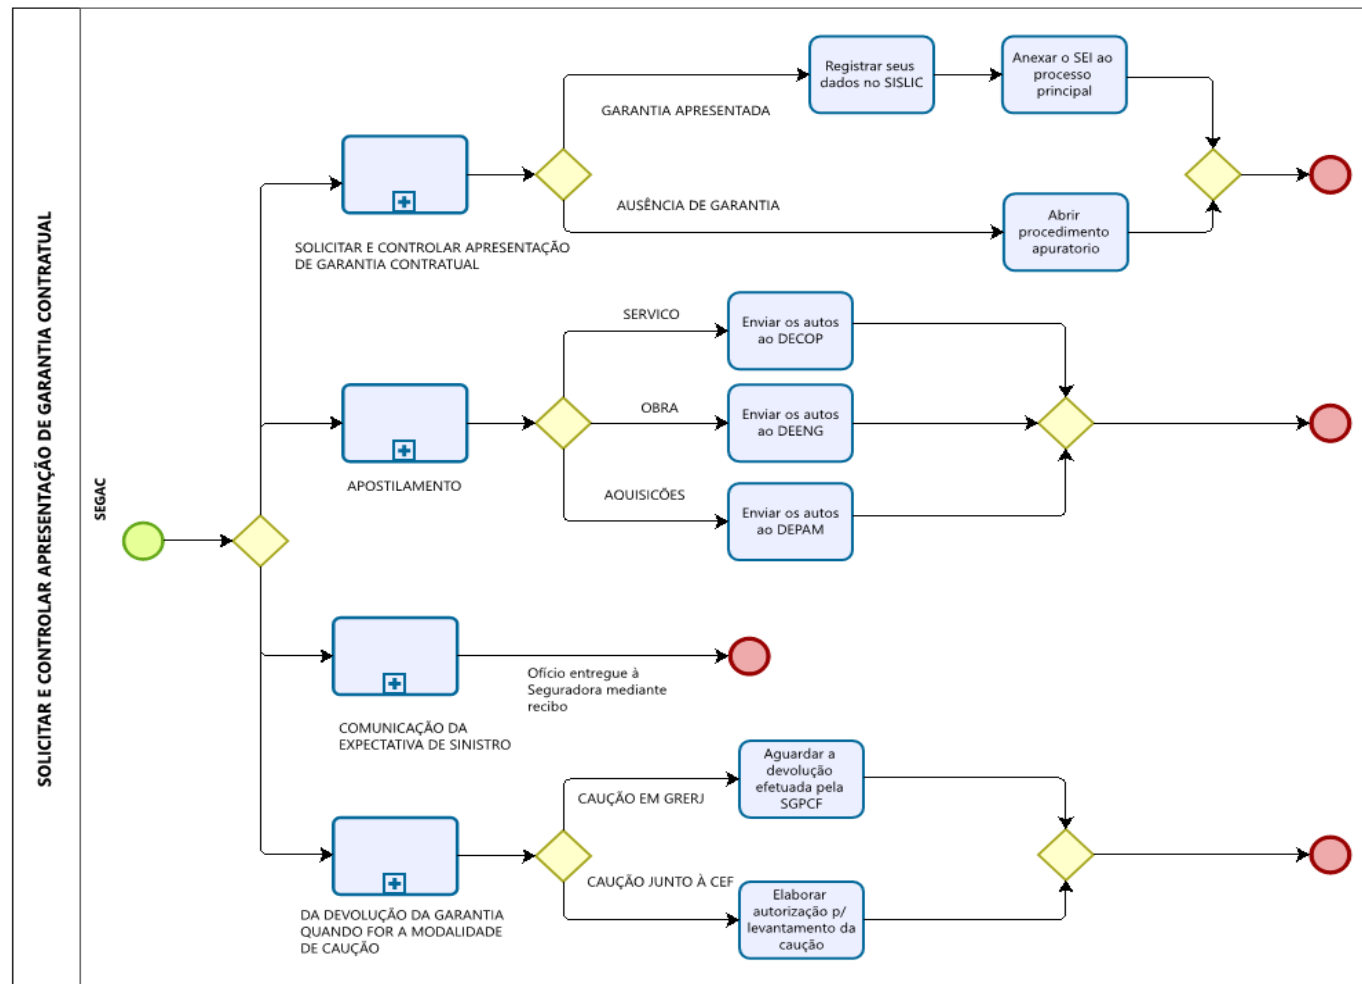 SOLICITAR E CONTROLAR APRESENTAÇÃO DE GARANTIA CONTRATUAL
SEGAC
Registrar seus
dados no SISLIC
Anexar o SEI ao
processo
principal
GARANTIA APRESENTADA
AUSÊNCIA DE GARANTIA
Abrir
procedimento
apuratorio
SOLICITAR E CONTROLAR APRESENTAÇÃO
DE GARANTIA CONTRATUAL
SERVICO
Enviar os autos
ao DECOP
OBRA
Enviar os autos
ao DEENG
APOSTILAMENTO
AQUISICÕES
Enviar os autos
ao DEPAM
Ofício entregue à
Seguradora mediante
recibo
COMUNICAÇÃO DA
EXPECTATIVA DE SINISTRO
Aguardar a
devolução
efetuada pela
SGPCF
CAUÇÃO EM GRERJ
CAUÇÃO JUNTO À CEF
Elaborar
autorização p/
levantamento da
caução
DA DEVOLUÇÃO DA GARANTIA
QUANDO FOR A MODALIDADE
DE CAUÇÃO